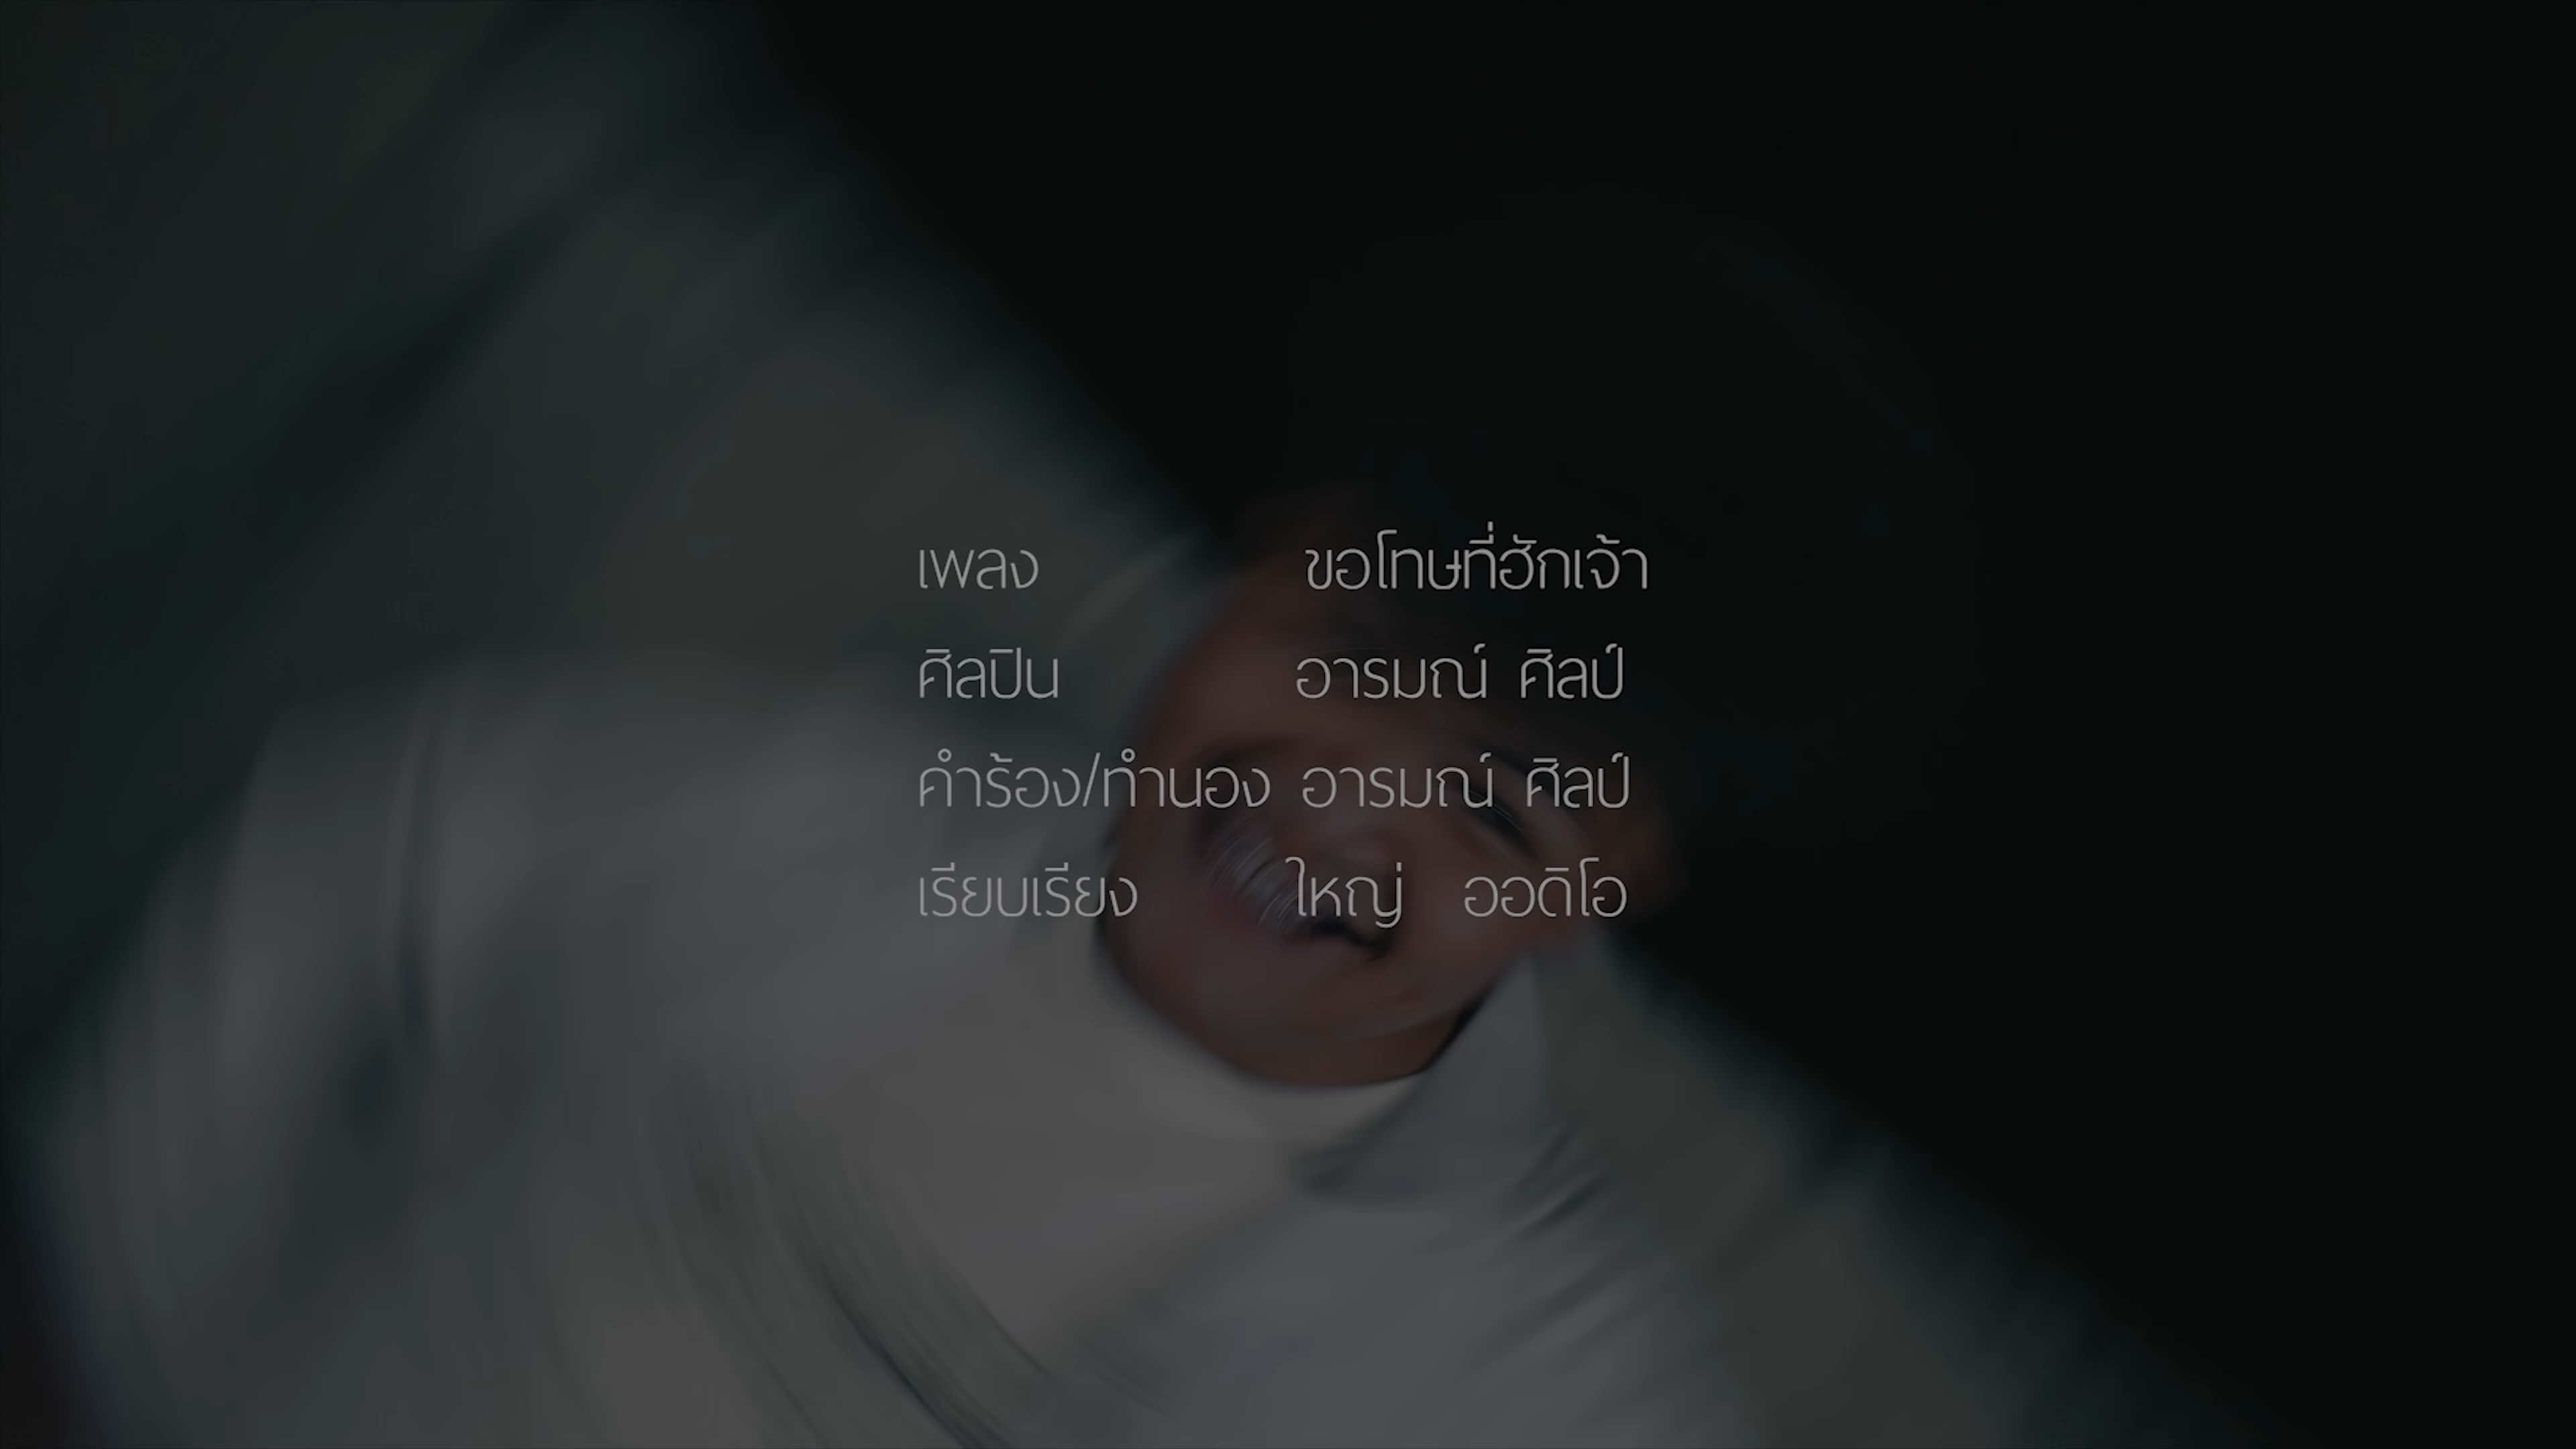 เพลง ขอโทษที่ฮักเจ้า
ศิลปิน อารมณ์ ศิลป์
คำร้อง/ทำนอง อารมณ์ ศิลป์
เรียบเรียง ใหญ่ ออดิโอ